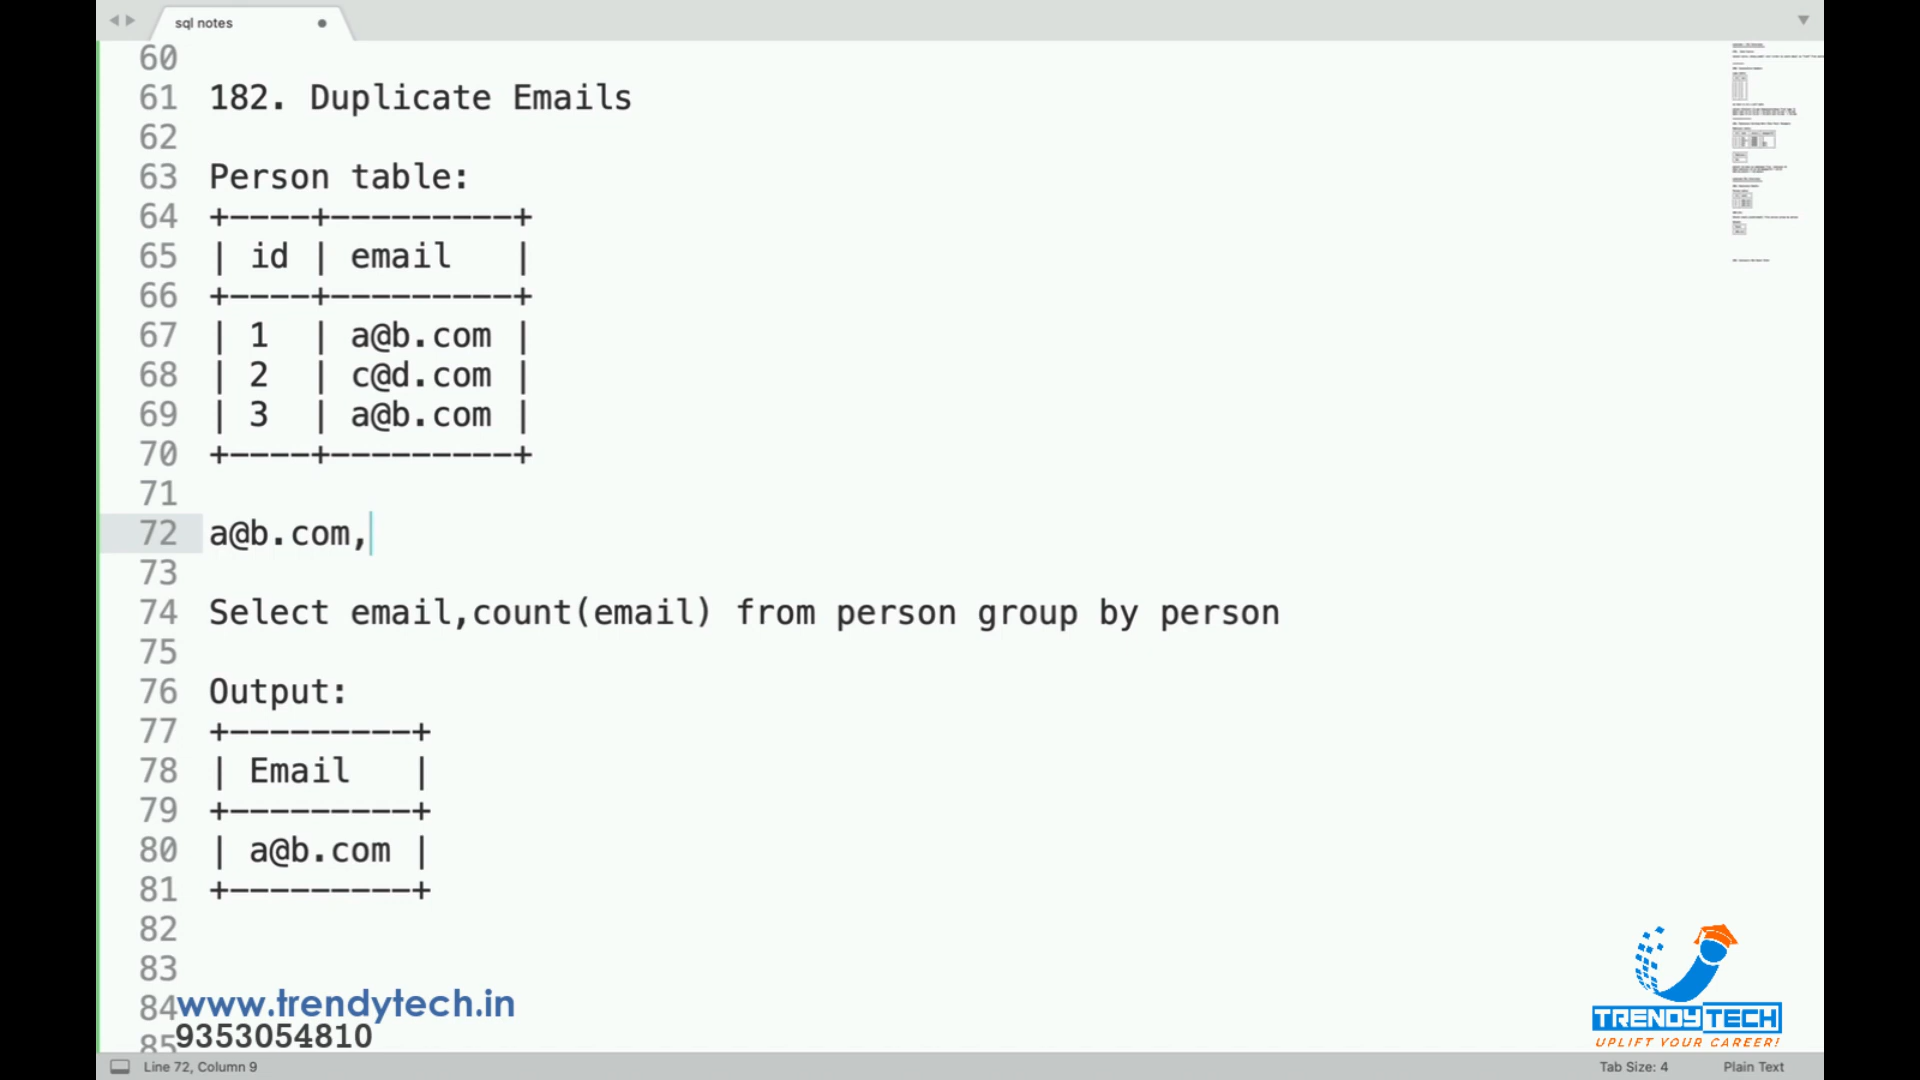 sql notes
60
61 182. Duplicate Emails
62
63 Person table:
64 +----+---------+
65 | id | email   |
66 +----+---------+
67 | 1  | a@b.com |
68 | 2  | c@d.com |
69 | 3  | a@b.com |
70 +----+---------+
71
72 a@b.com,
73
74 Select email,count(email) from person group by person
75
76 Output:
77 +---------+
78 | Email   |
79 +---------+
80 | a@b.com |
81 +---------+
82
83
84 www.trendytech.in
85 9353054810
TRENDY TECH
UPLIFT YOUR CAREER!
Line 72, Column 9
Tab Size: 4
Plain Text